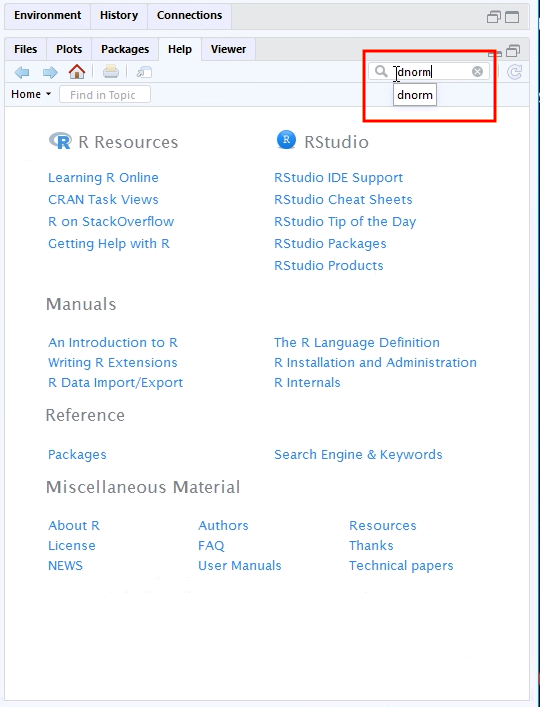 Environment History Connections
Files Plots Packages Help Viewer
dnorm
Home Find in Topic
dnorm
R Resources
Learning R Online
CRAN Task Views
R on StackOverflow
Getting Help with R
R RStudio
RStudio IDE Support
RStudio Cheat Sheets
RStudio Tip of the Day
RStudio Packages
RStudio Products
Manuals
An Introduction to R The R Language Definition
Writing R Extensions R Installation and Administration
R Data Import/Export R Internals
Reference
Packages Search Engine & Keywords
Miscellaneous Material
About R Authors Resources
License FAQ Thanks
NEWS User Manuals Technical papers